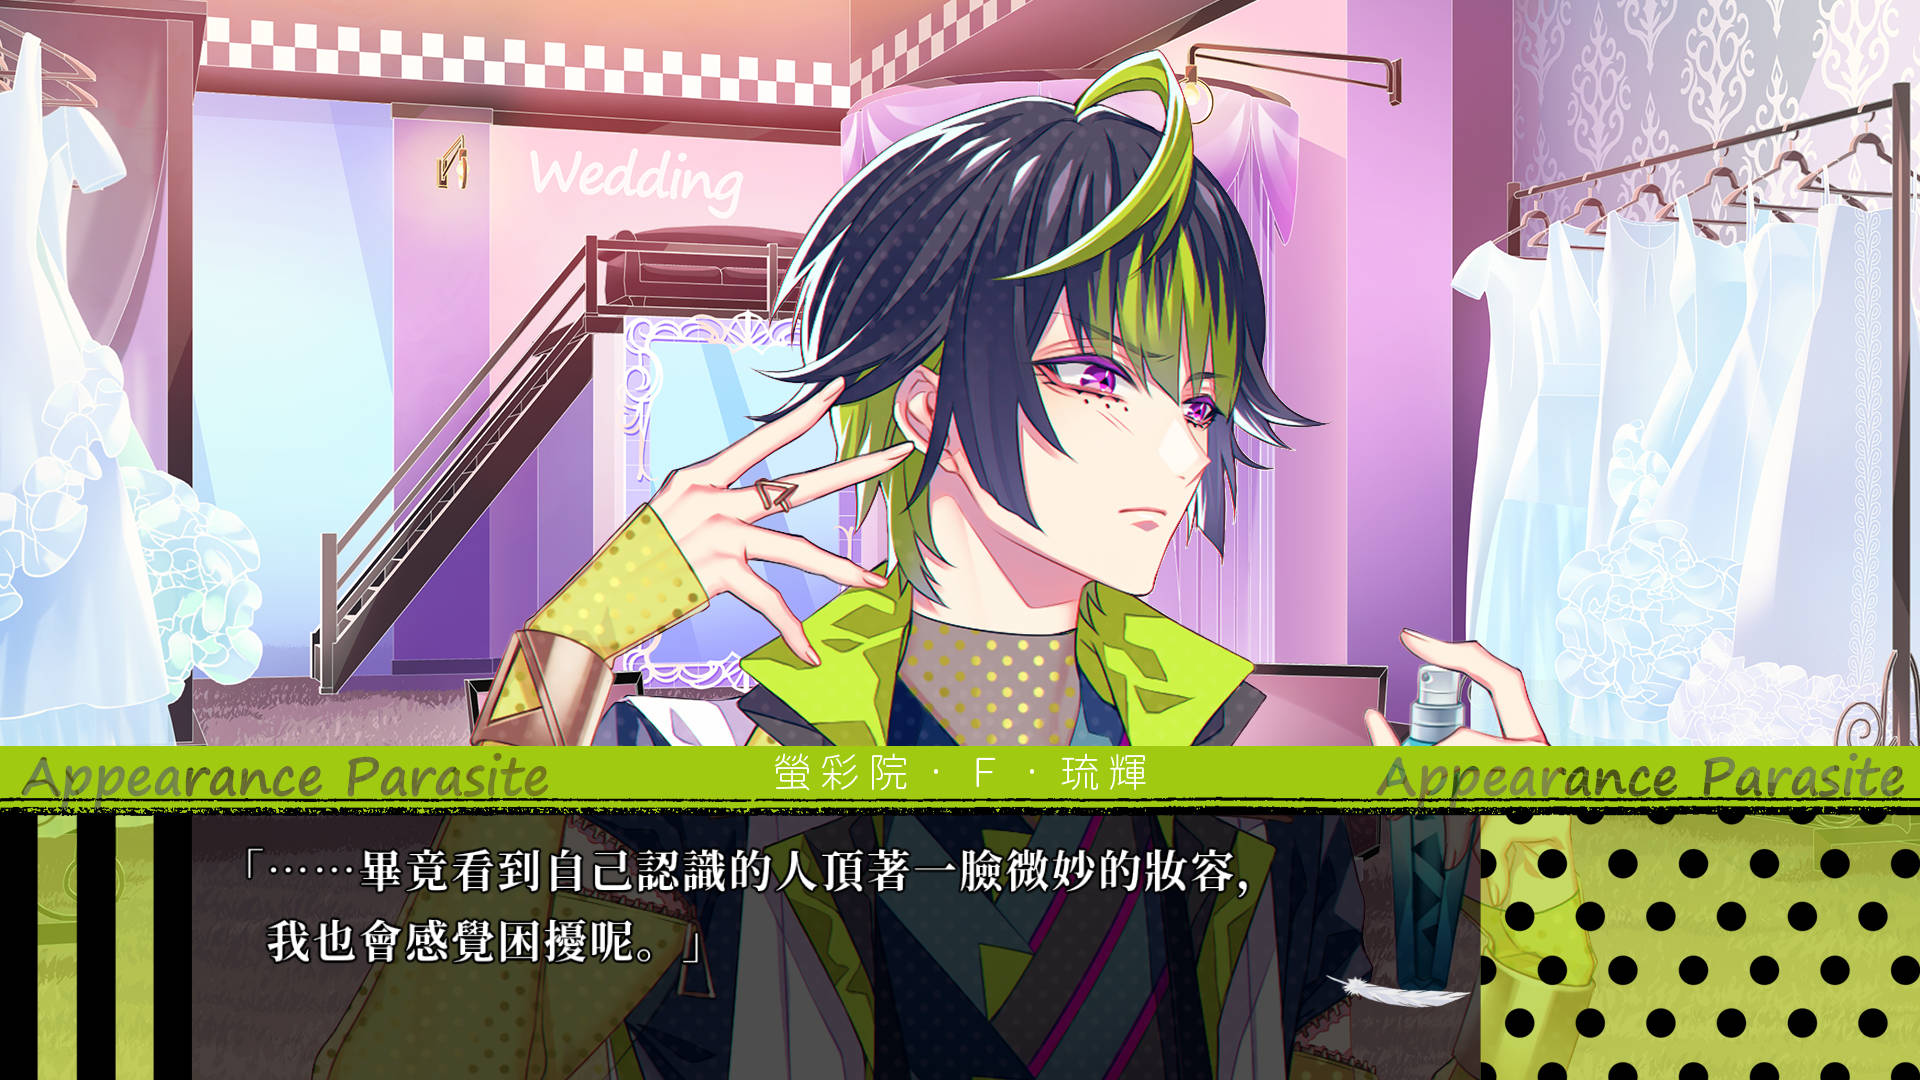 Wedding
Appearance Parasite
螢彩院・F・琉輝
Appearance Parasite
「……畢竟看到自己認識的人頂著一臉微妙的妝容，
我也會感覺困擾呢。」